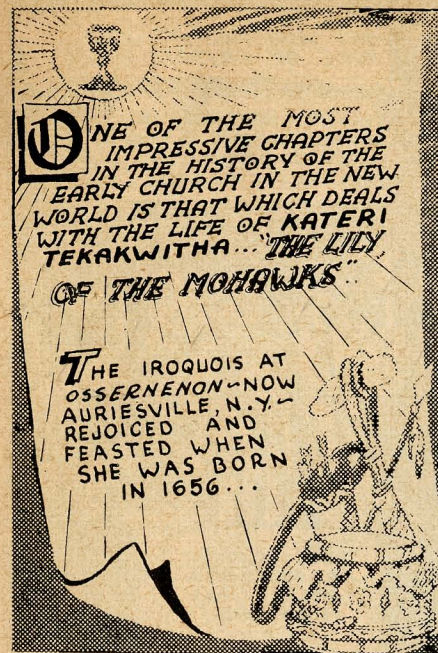 ONE OF THE MOST
IMPRESSIVE CHAPTERS
IN THE HISTORY OF THE
EARLY CHURCH IN THE NEW
WORLD IS THAT WHICH DEALS
WITH THE LIFE OF KATERI
TEKAKWITHA... "THE LILY
OF THE MOHAWKS"..
THE IROQUOIS AT
OSSERNENON~NOW
AURIESVILLE, N.Y.~
REJOICED AND
FEASTED WHEN
SHE WAS BORN
IN 1656...